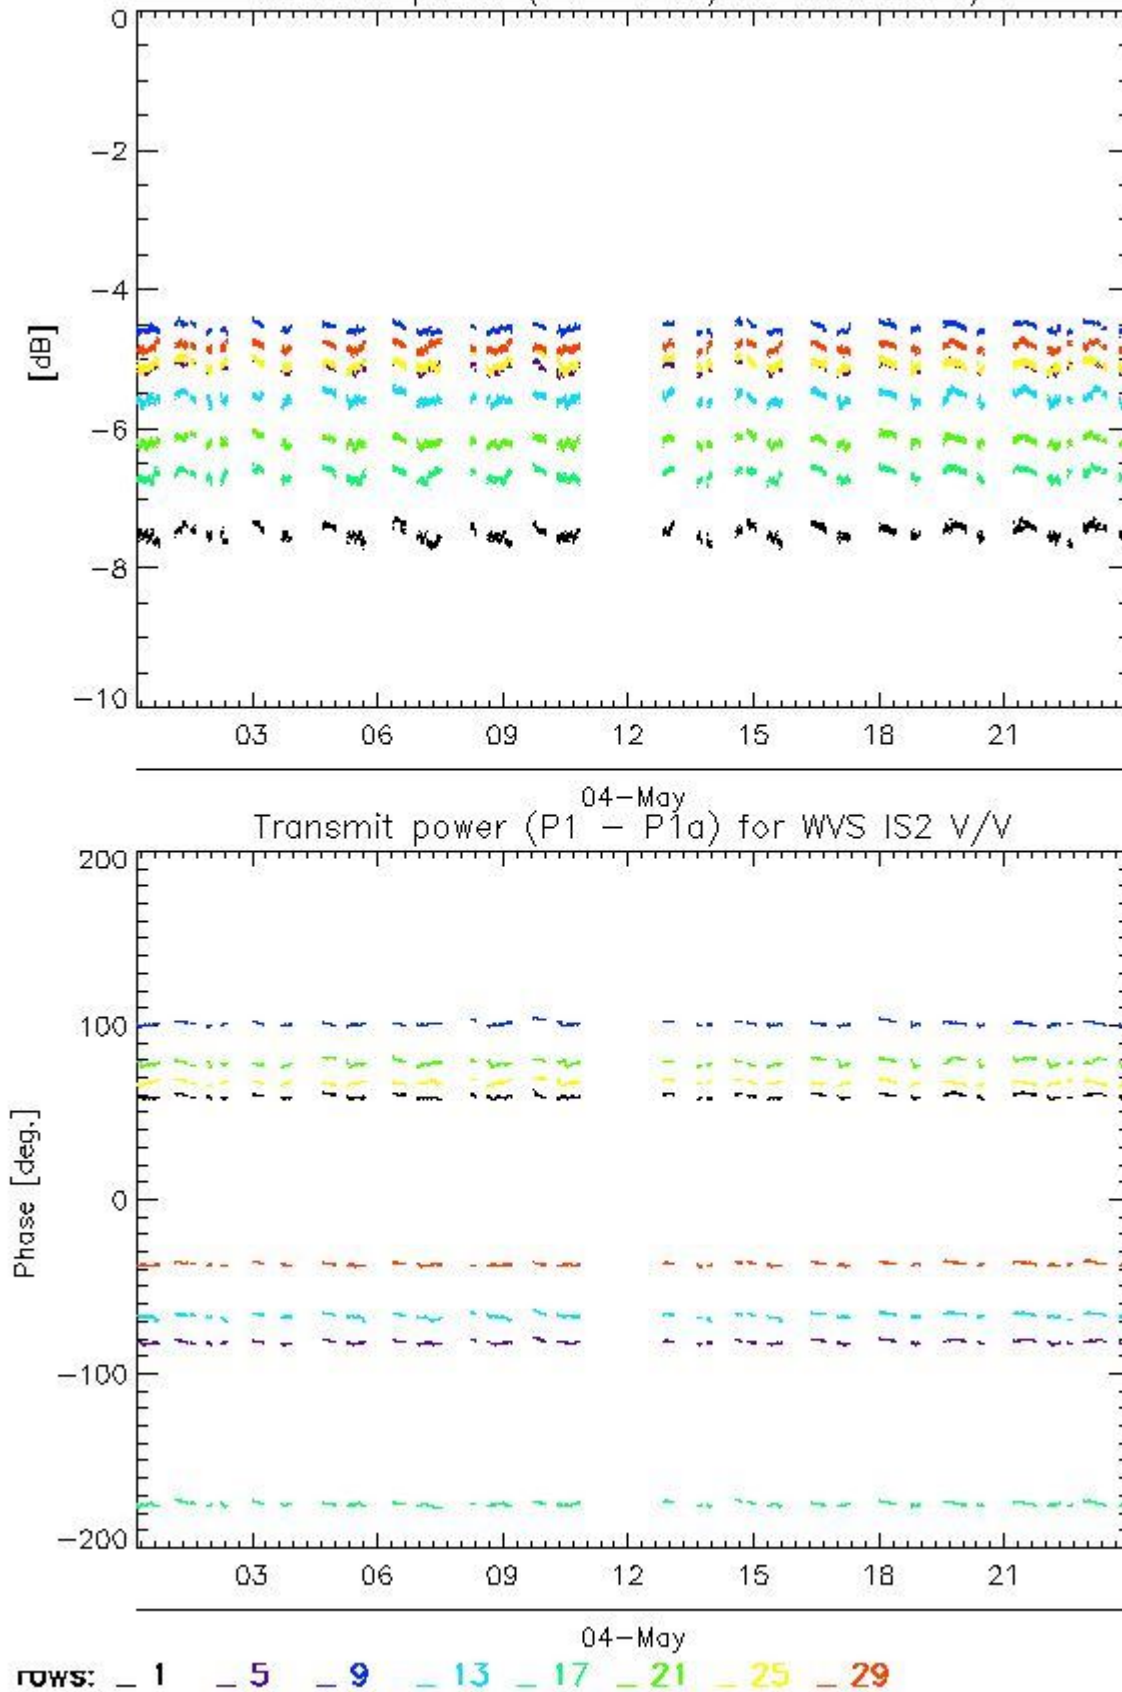 0
−2
−4
[dB]
−6
−8
−10
03 06 09 12 15 18 21
04−May
Transmit power (P1 − P1a) for WVS IS2 V/V
200
100
Phase [deg.]
0
−100
−200
03 06 09 12 15 18 21
04−May
rows: _ 1 _ 5 _ 9 _ 13 _ 17 _ 21 _ 25 _ 29